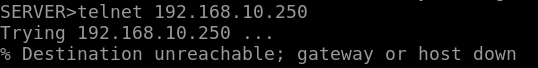 SERVER>telnet 192.168.10.250
Trying 192.168.10.250 ...
% Destination unreachable; gateway or host down